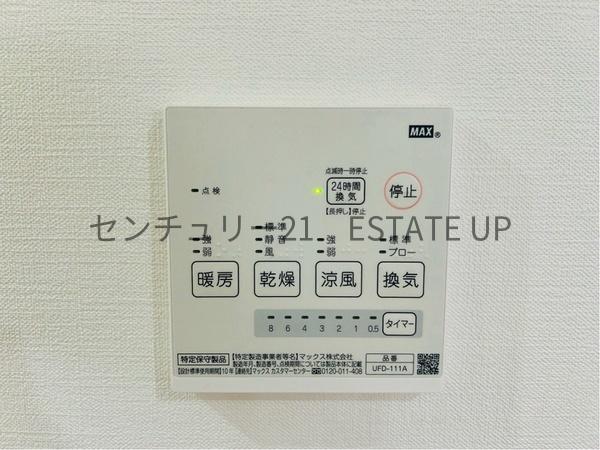 MAX®
点滅時一時停止
点検
24時間
換気
停止
【長押し】停止
センチュリー21 ESTATE UP
標準
強 静音 強 標準
弱 風 弱 ブロー
暖房 乾燥 涼風 換気
8 6 4 3 2 1 0.5 タイマー
特定保守製品 【特定製造事業者等名】マックス株式会社
製造年月、製造番号、点検期間については製品本体に記載
【設計標準使用期間】10年 【連絡先】マックス カスタマーセンター 0120-011-408
品番
UFD-111A